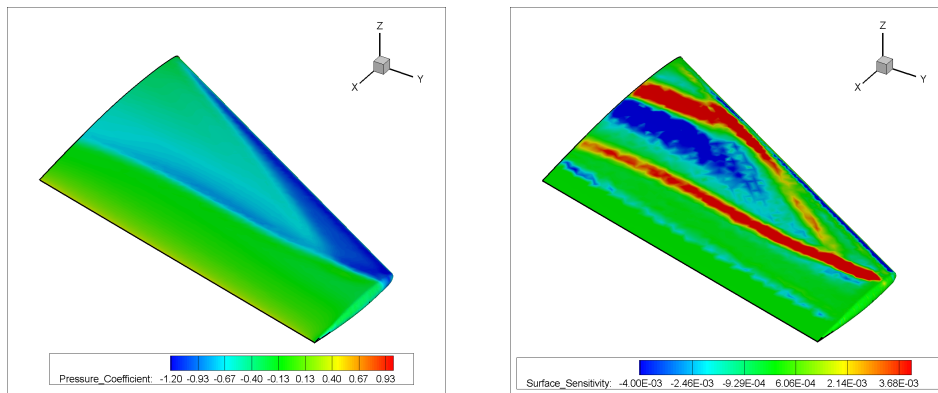 Z
X
Y
Pressure_Coefficient: -1.20 -0.93 -0.67 -0.40 -0.13 0.13 0.40 0.67 0.93
Z
X
Y
Surface_Sensitivity: -4.00E-03 -2.46E-03 -9.29E-04 6.06E-04 2.14E-03 3.68E-03